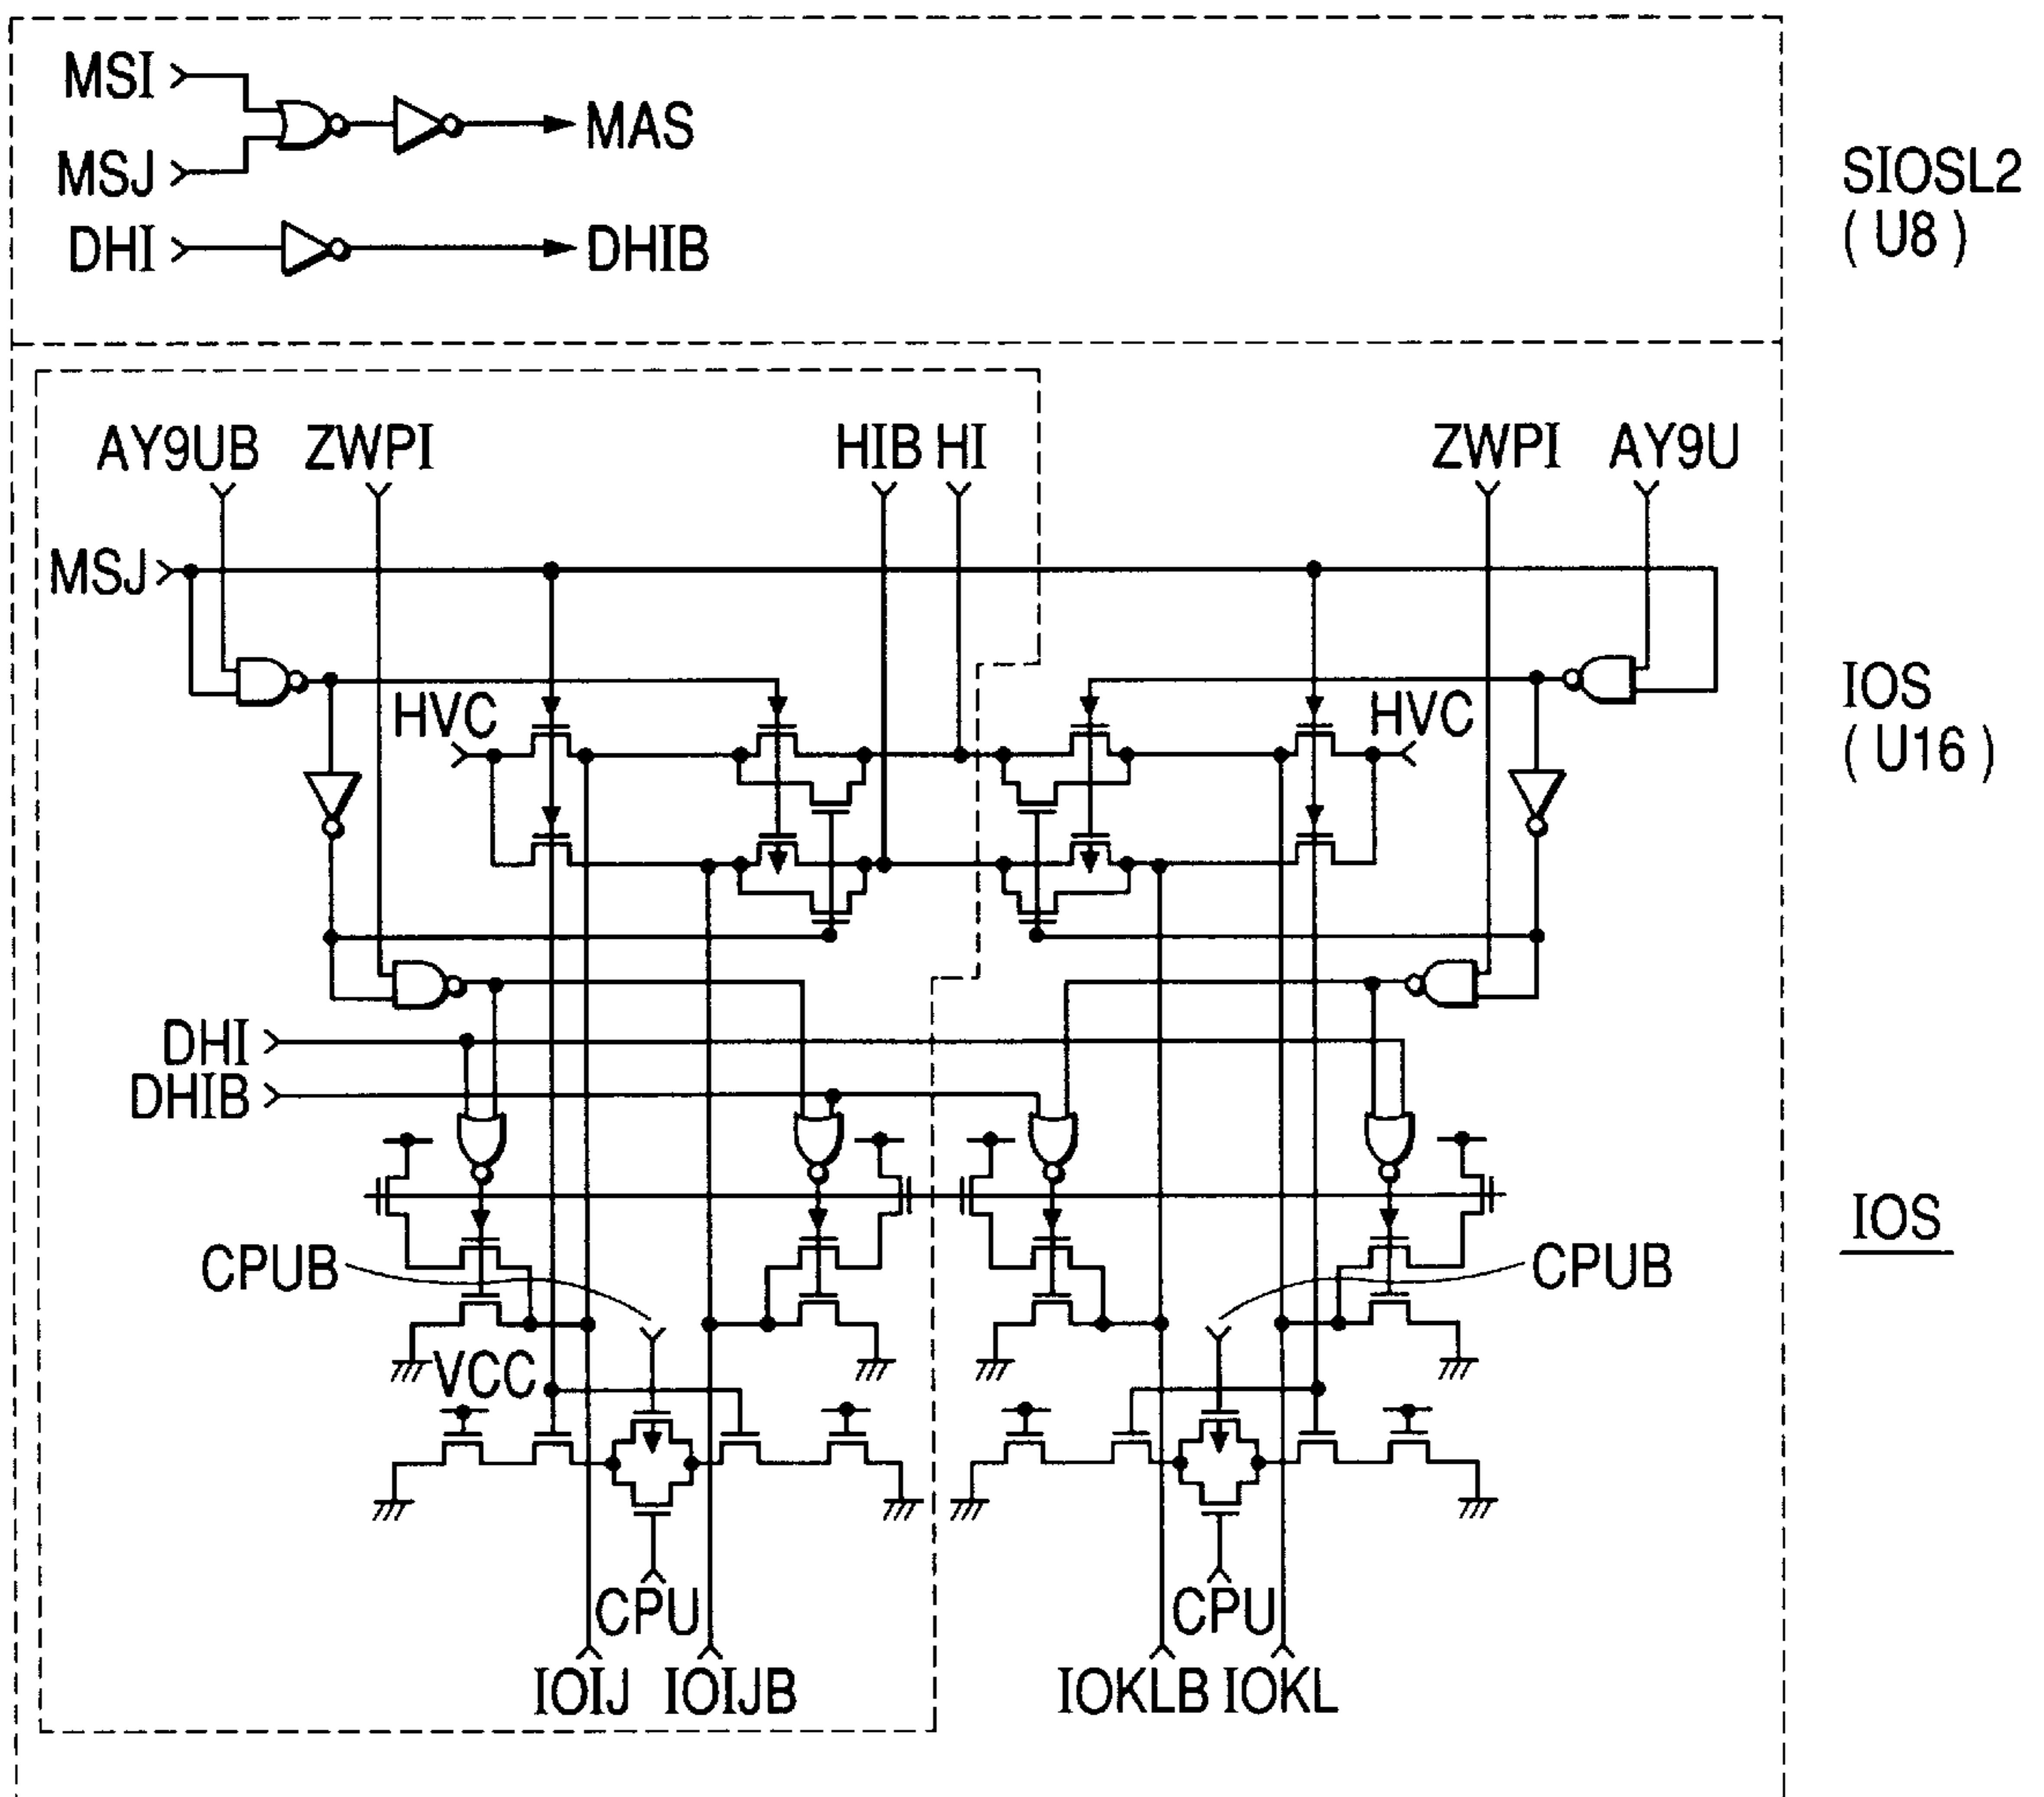 MSI
MAS
MSJ
DHI
DHIB
SIOSL2
( U8 )
AY9UB
ZWPI
HIB
HI
ZWPI
AY9U
MSJ
HVC
HVC
IOS
( U16 )
DHI
DHIB
IOS
CPUB
CPUB
VCC
CPU
CPU
IOIJ
IOIJB
IOKLB
IOKL